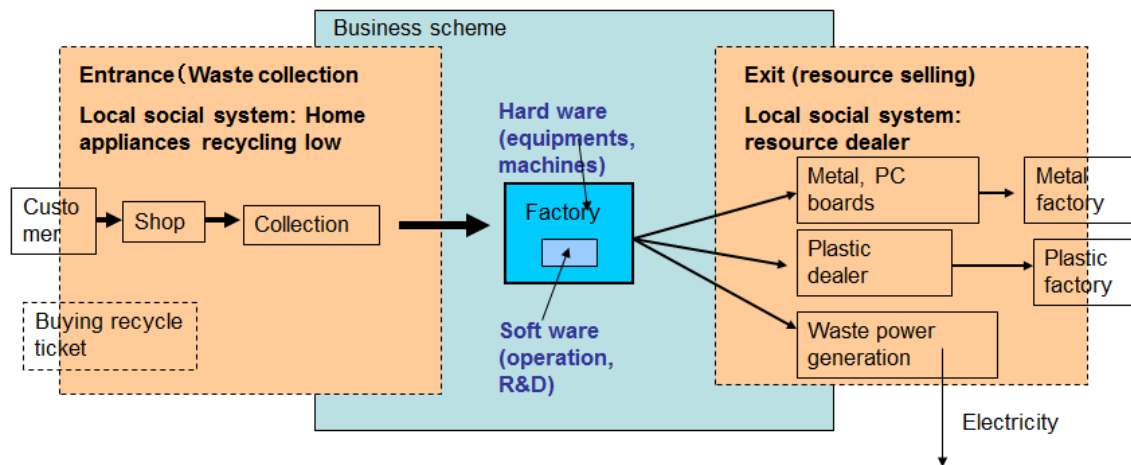 Business scheme
Entrance（Waste collection
Local social system: Home
appliances recycling low
Custo
mer
Shop
Collection
Buying recycle
ticket
Hard ware
(equipments,
machines)
Factory
Soft ware
(operation,
R&D)
Exit (resource selling)
Local social system:
resource dealer
Metal, PC
boards
Metal
factory
Plastic
dealer
Plastic
factory
Waste power
generation
Electricity